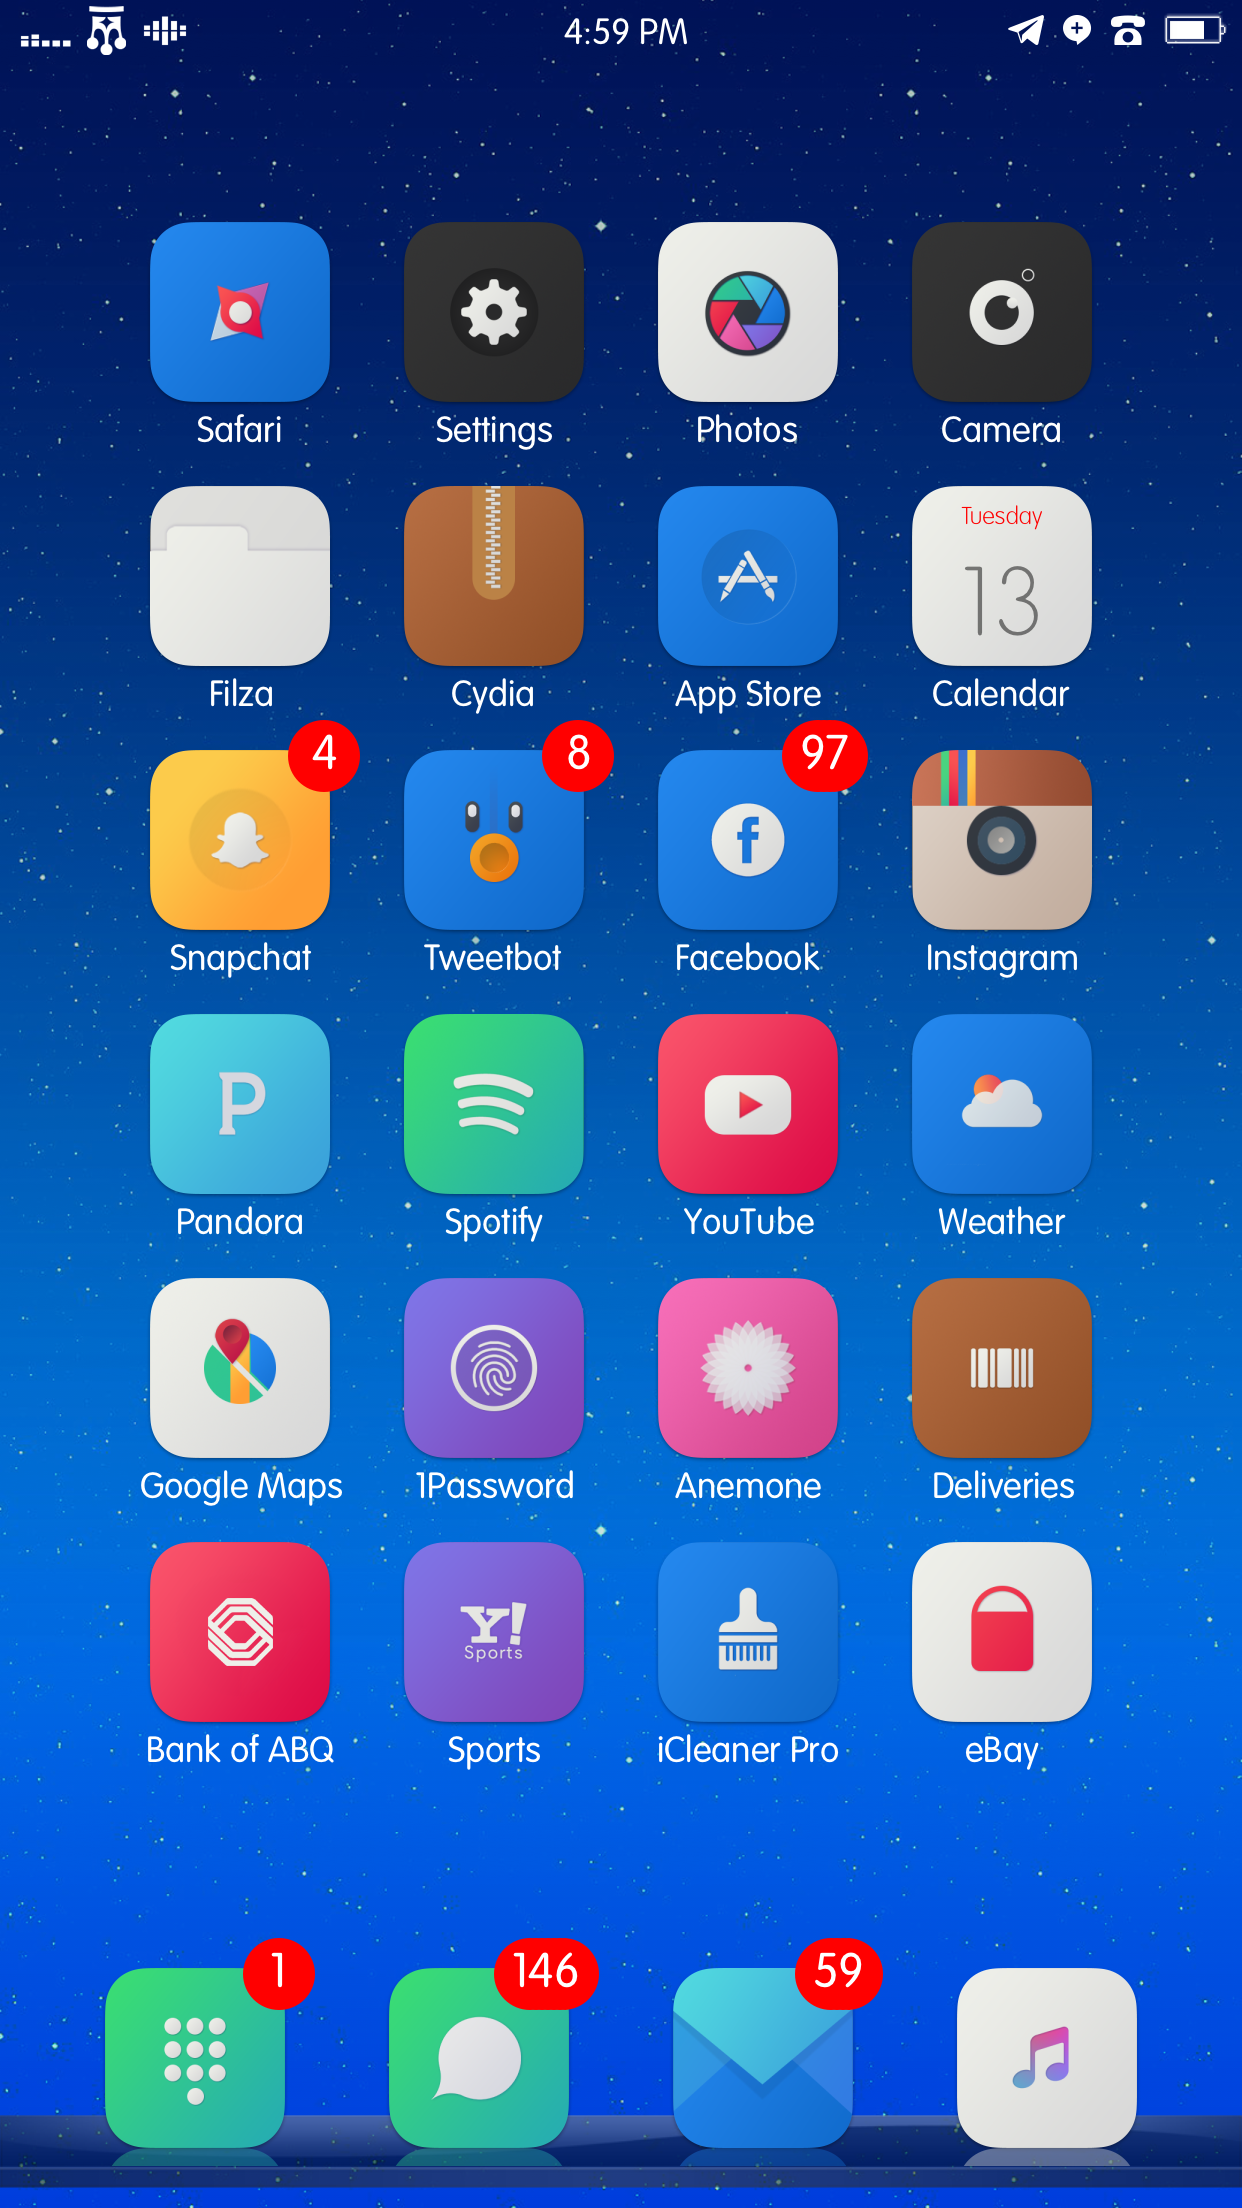 4:59 PM
Safari
Settings
Photos
Camera
Tuesday
13
Filza
Cydia
App Store
Calendar
4
8
97
Snapchat
Tweetbot
Facebook
Instagram
P
Pandora
Spotify
YouTube
Weather
Google Maps
1Password
Anemone
Deliveries
Y!
Sports
Bank of ABQ
Sports
iCleaner Pro
eBay
1
146
59